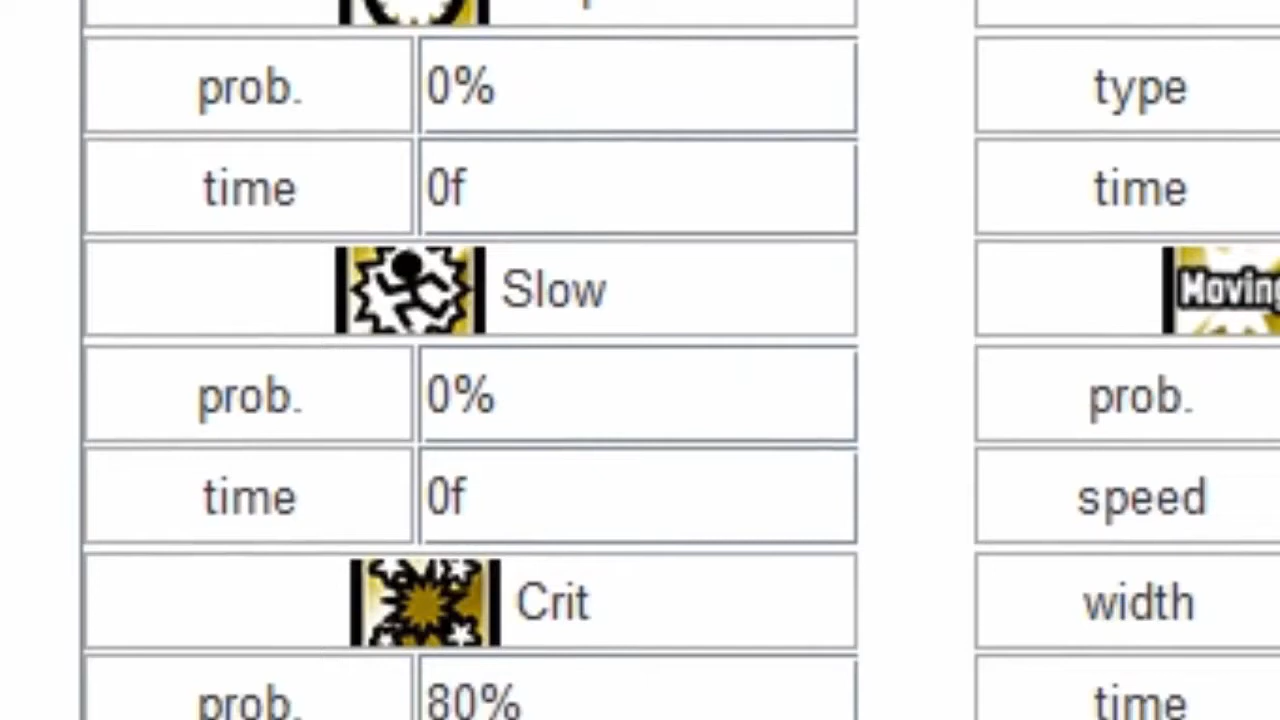 prob. 0% type
time 0f time
Slow Moving
prob. 0% prob.
time 0f speed
Crit width
prob. 80% time